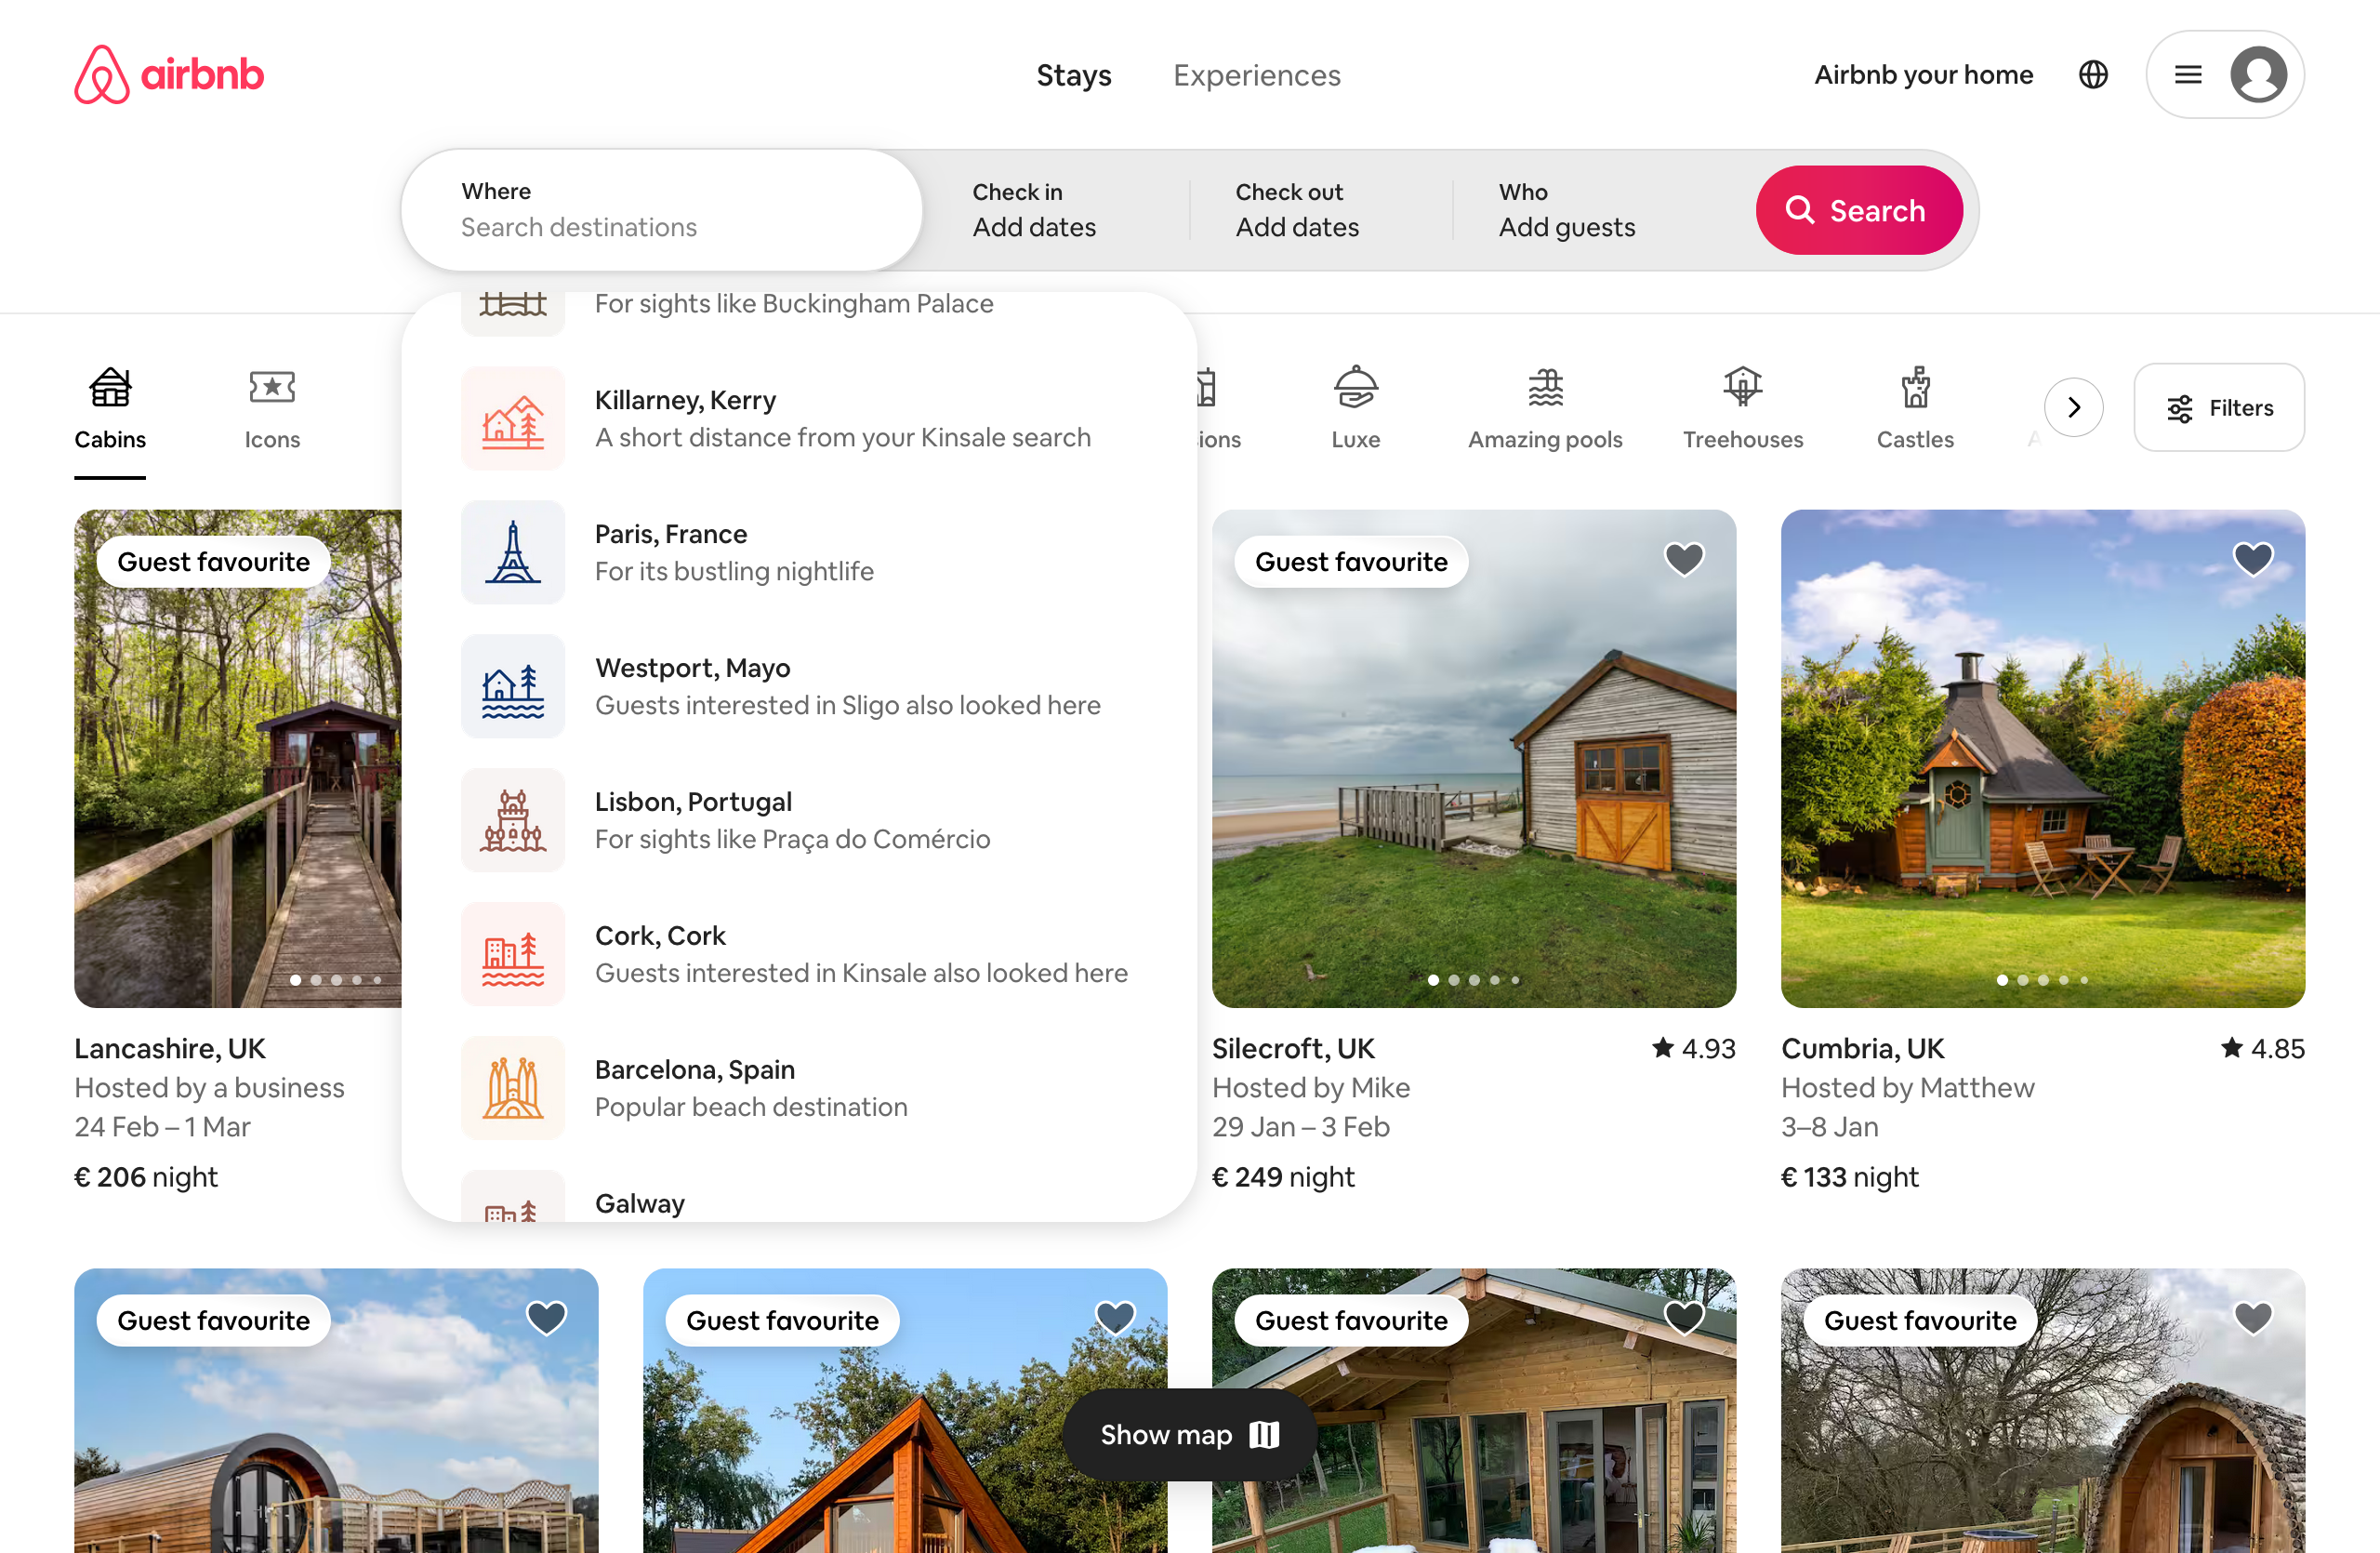 airbnb
Stays
Experiences
Airbnb your home
Where
Search destinations
Check in
Add dates
Check out
Add dates
Who
Add guests
Search
For sights like Buckingham Palace
Killarney, Kerry
A short distance from your Kinsale search
Paris, France
For its bustling nightlife
Westport, Mayo
Guests interested in Sligo also looked here
Lisbon, Portugal
For sights like Praça do Comércio
Cork, Cork
Guests interested in Kinsale also looked here
Barcelona, Spain
Popular beach destination
Galway
Cabins
Icons
ions
Luxe
Amazing pools
Treehouses
Castles
A
Filters
Guest favourite
Lancashire, UK
Hosted by a business
24 Feb – 1 Mar
€ 206 night
Guest favourite
Silecroft, UK
4.93
Hosted by Mike
29 Jan – 3 Feb
€ 249 night
Cumbria, UK
4.85
Hosted by Matthew
3–8 Jan
€ 133 night
Guest favourite
Guest favourite
Guest favourite
Guest favourite
Show map